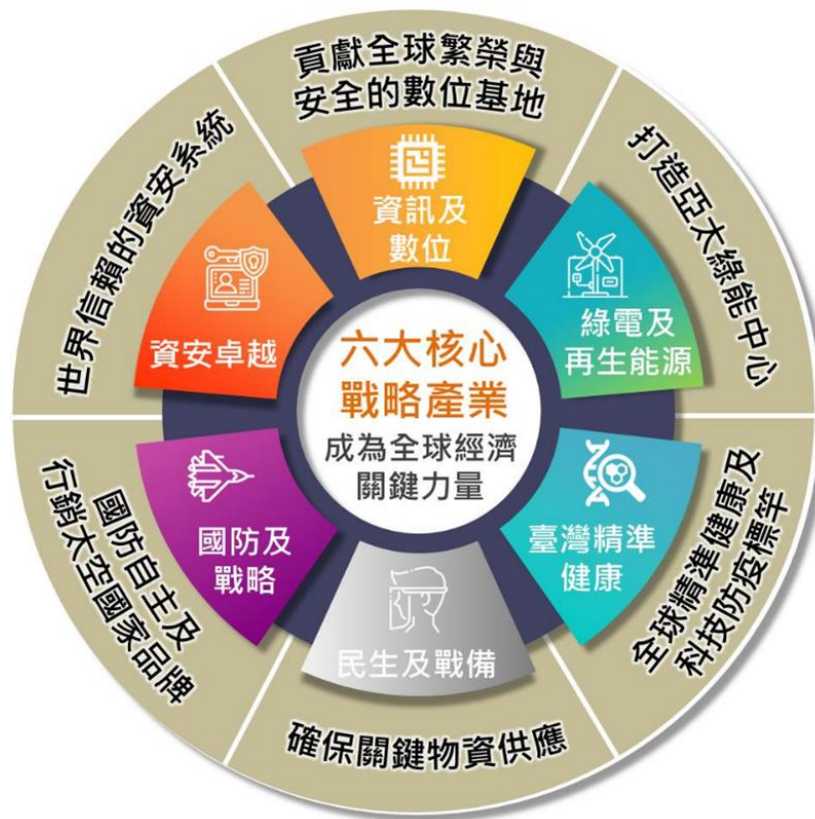 六大核心
戰略產業
成為全球經濟
關鍵力量
貢獻全球繁榮與
安全的數位基地
資訊及
數位
打造亞太綠能中心
綠電及
再生能源
全球精準健康及
科技防疫標竿
臺灣精準
健康
確保關鍵物資供應
民生及戰備
國防自主及
行銷太空國家品牌
國防及
戰略
世界信賴的資安系統
資安卓越